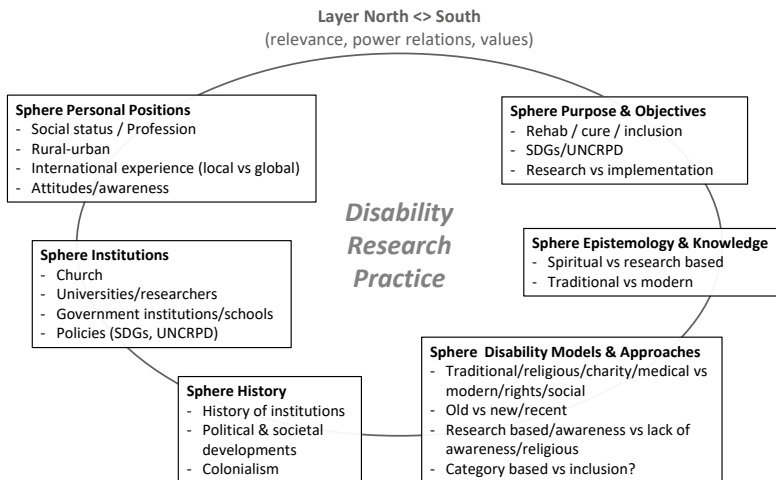 Layer North <> South
(relevance, power relations, values)
Sphere Personal Positions
- Social status / Profession
- Rural-urban
- International experience (local vs global)
- Attitudes/awareness
Sphere Purpose & Objectives
- Rehab / cure / inclusion
- SDGs/UNCRPD
- Research vs implementation
Disability
Research
Practice
Sphere Institutions
- Church
- Universities/researchers
- Government institutions/schools
- Policies (SDGs, UNCRPD)
Sphere Epistemology & Knowledge
- Spiritual vs research based
- Traditional vs modern
Sphere History
- History of institutions
- Political & societal
developments
- Colonialism
Sphere Disability Models & Approaches
- Traditional/religious/charity/medical vs
modern/rights/social
- Old vs new/recent
- Research based/awareness vs lack of
awareness/religious
- Category based vs inclusion?